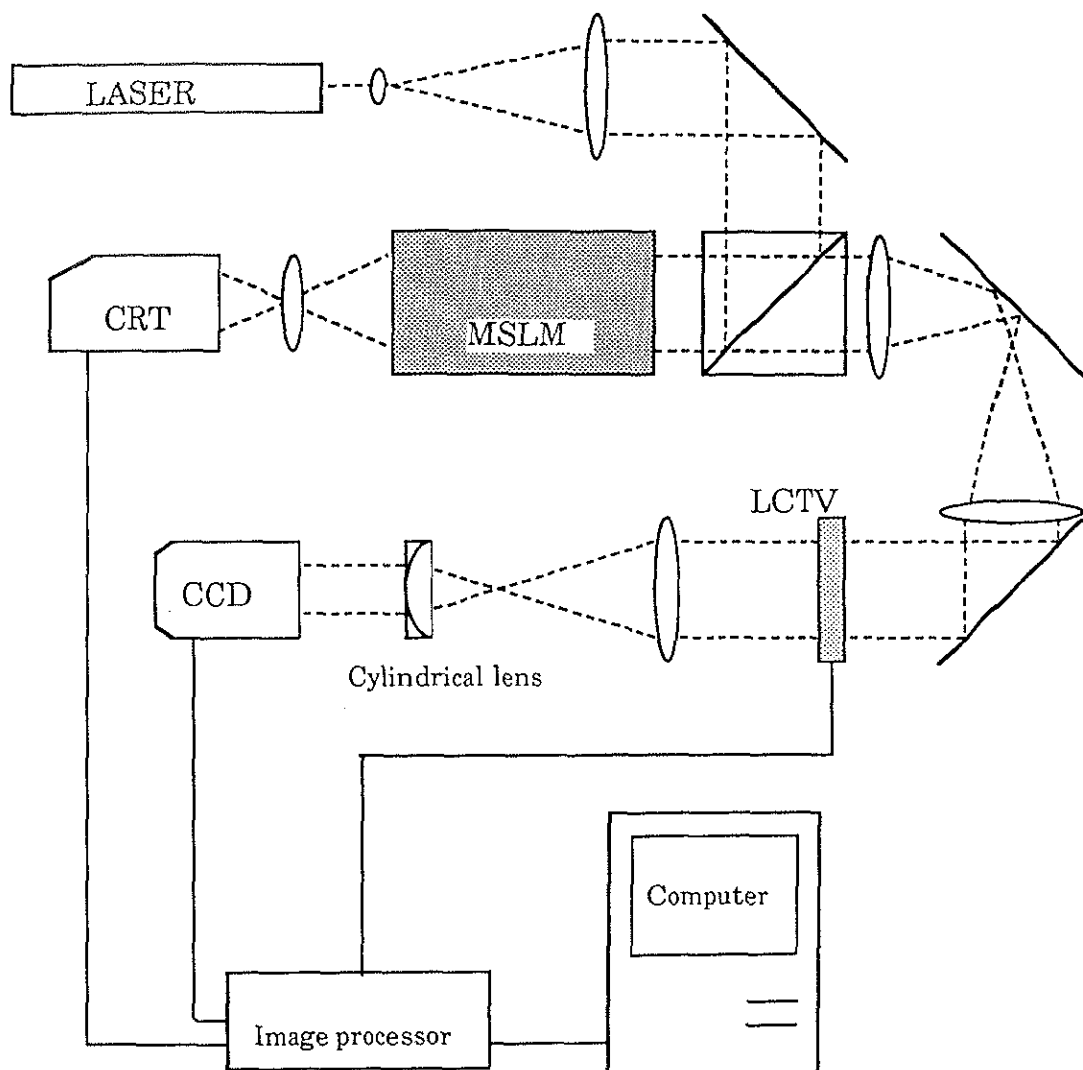 LASER
CRT
MSLM
LCTV
CCD
Cylindrical lens
Computer
Image processor